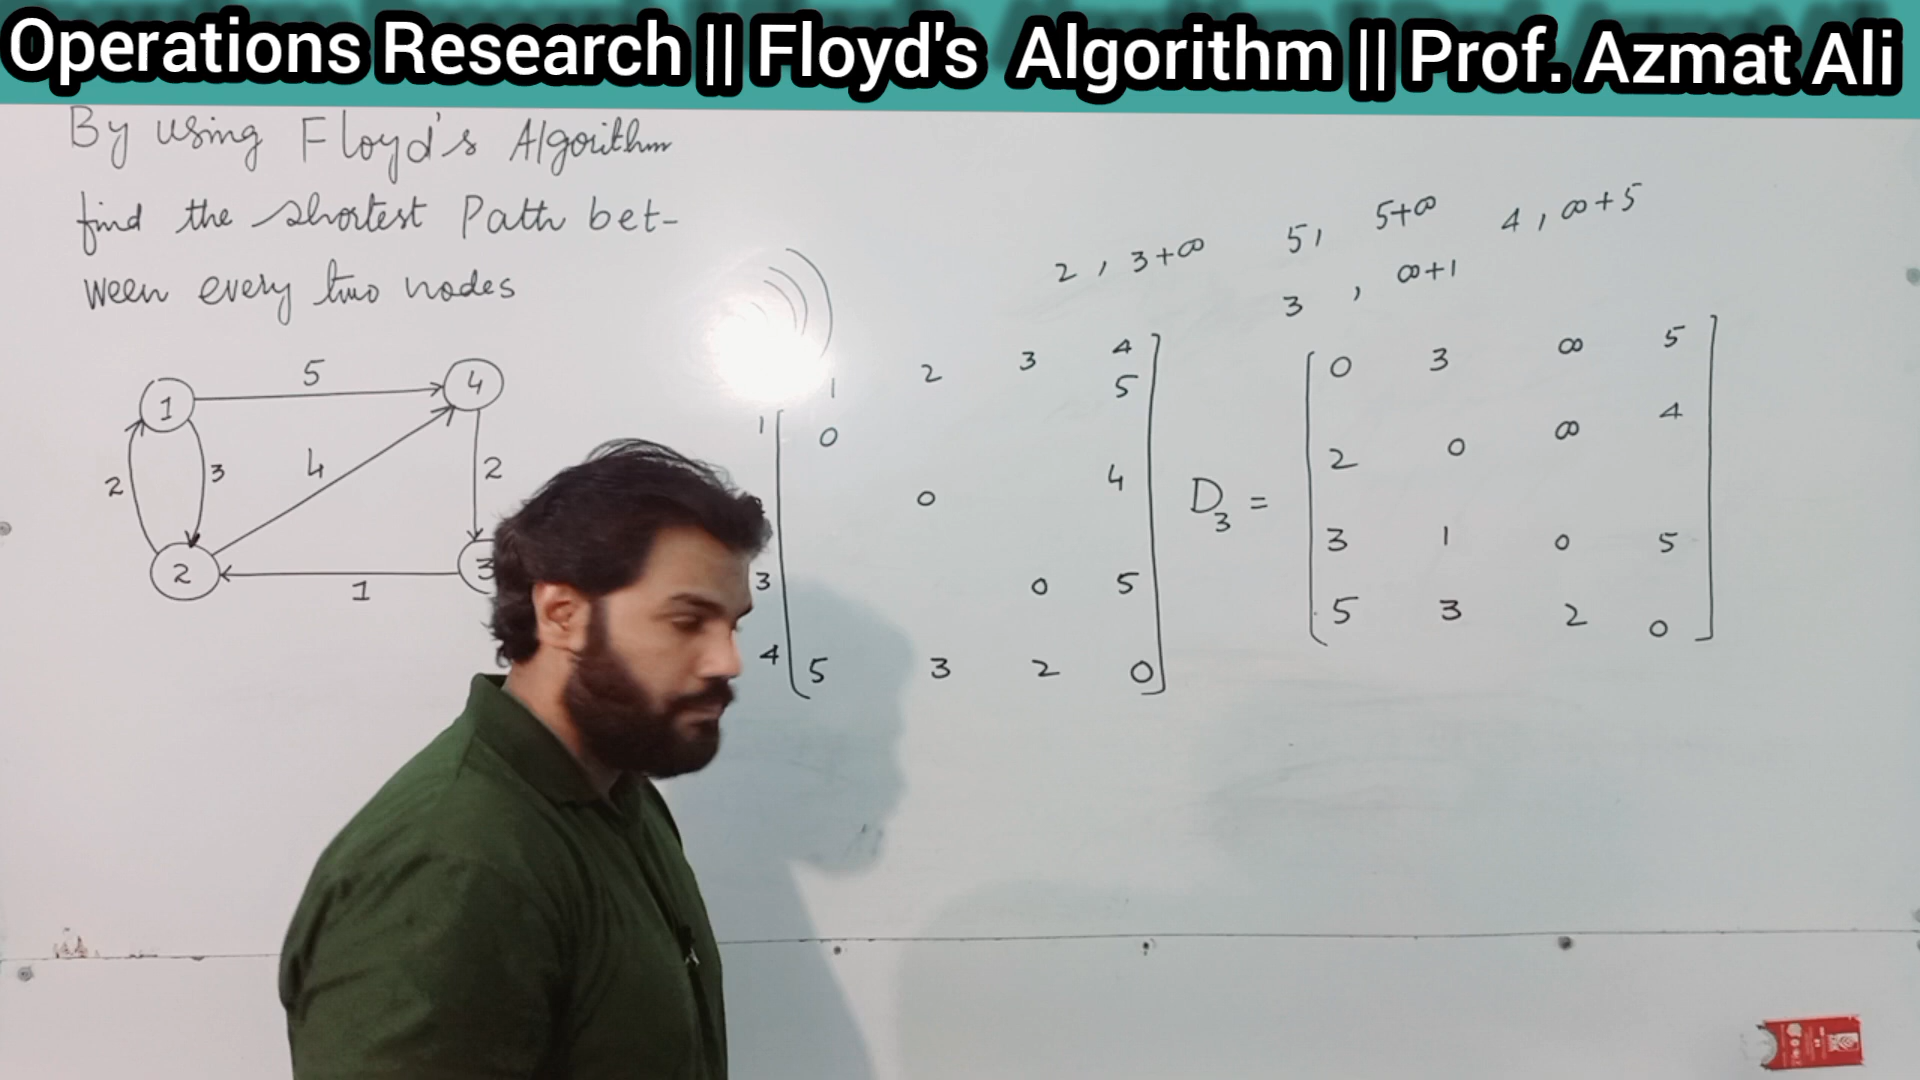 Operations Research || Floyd's Algorithm || Prof. Azmat Ali
By using Floyd's Algorithm
find the shortest Path bet-
ween every two nodes
2 , 3+∞
5, 5+∞
4 , ∞+5
3 , ∞+1
1 5 4
2 3 4 2
2 1 3
1 2 3 4
1 0 5
0 4
3 0 5
4 5 3 2 0
D3 =
0 3 ∞ 5
2 0 ∞ 4
3 1 0 5
5 3 2 0